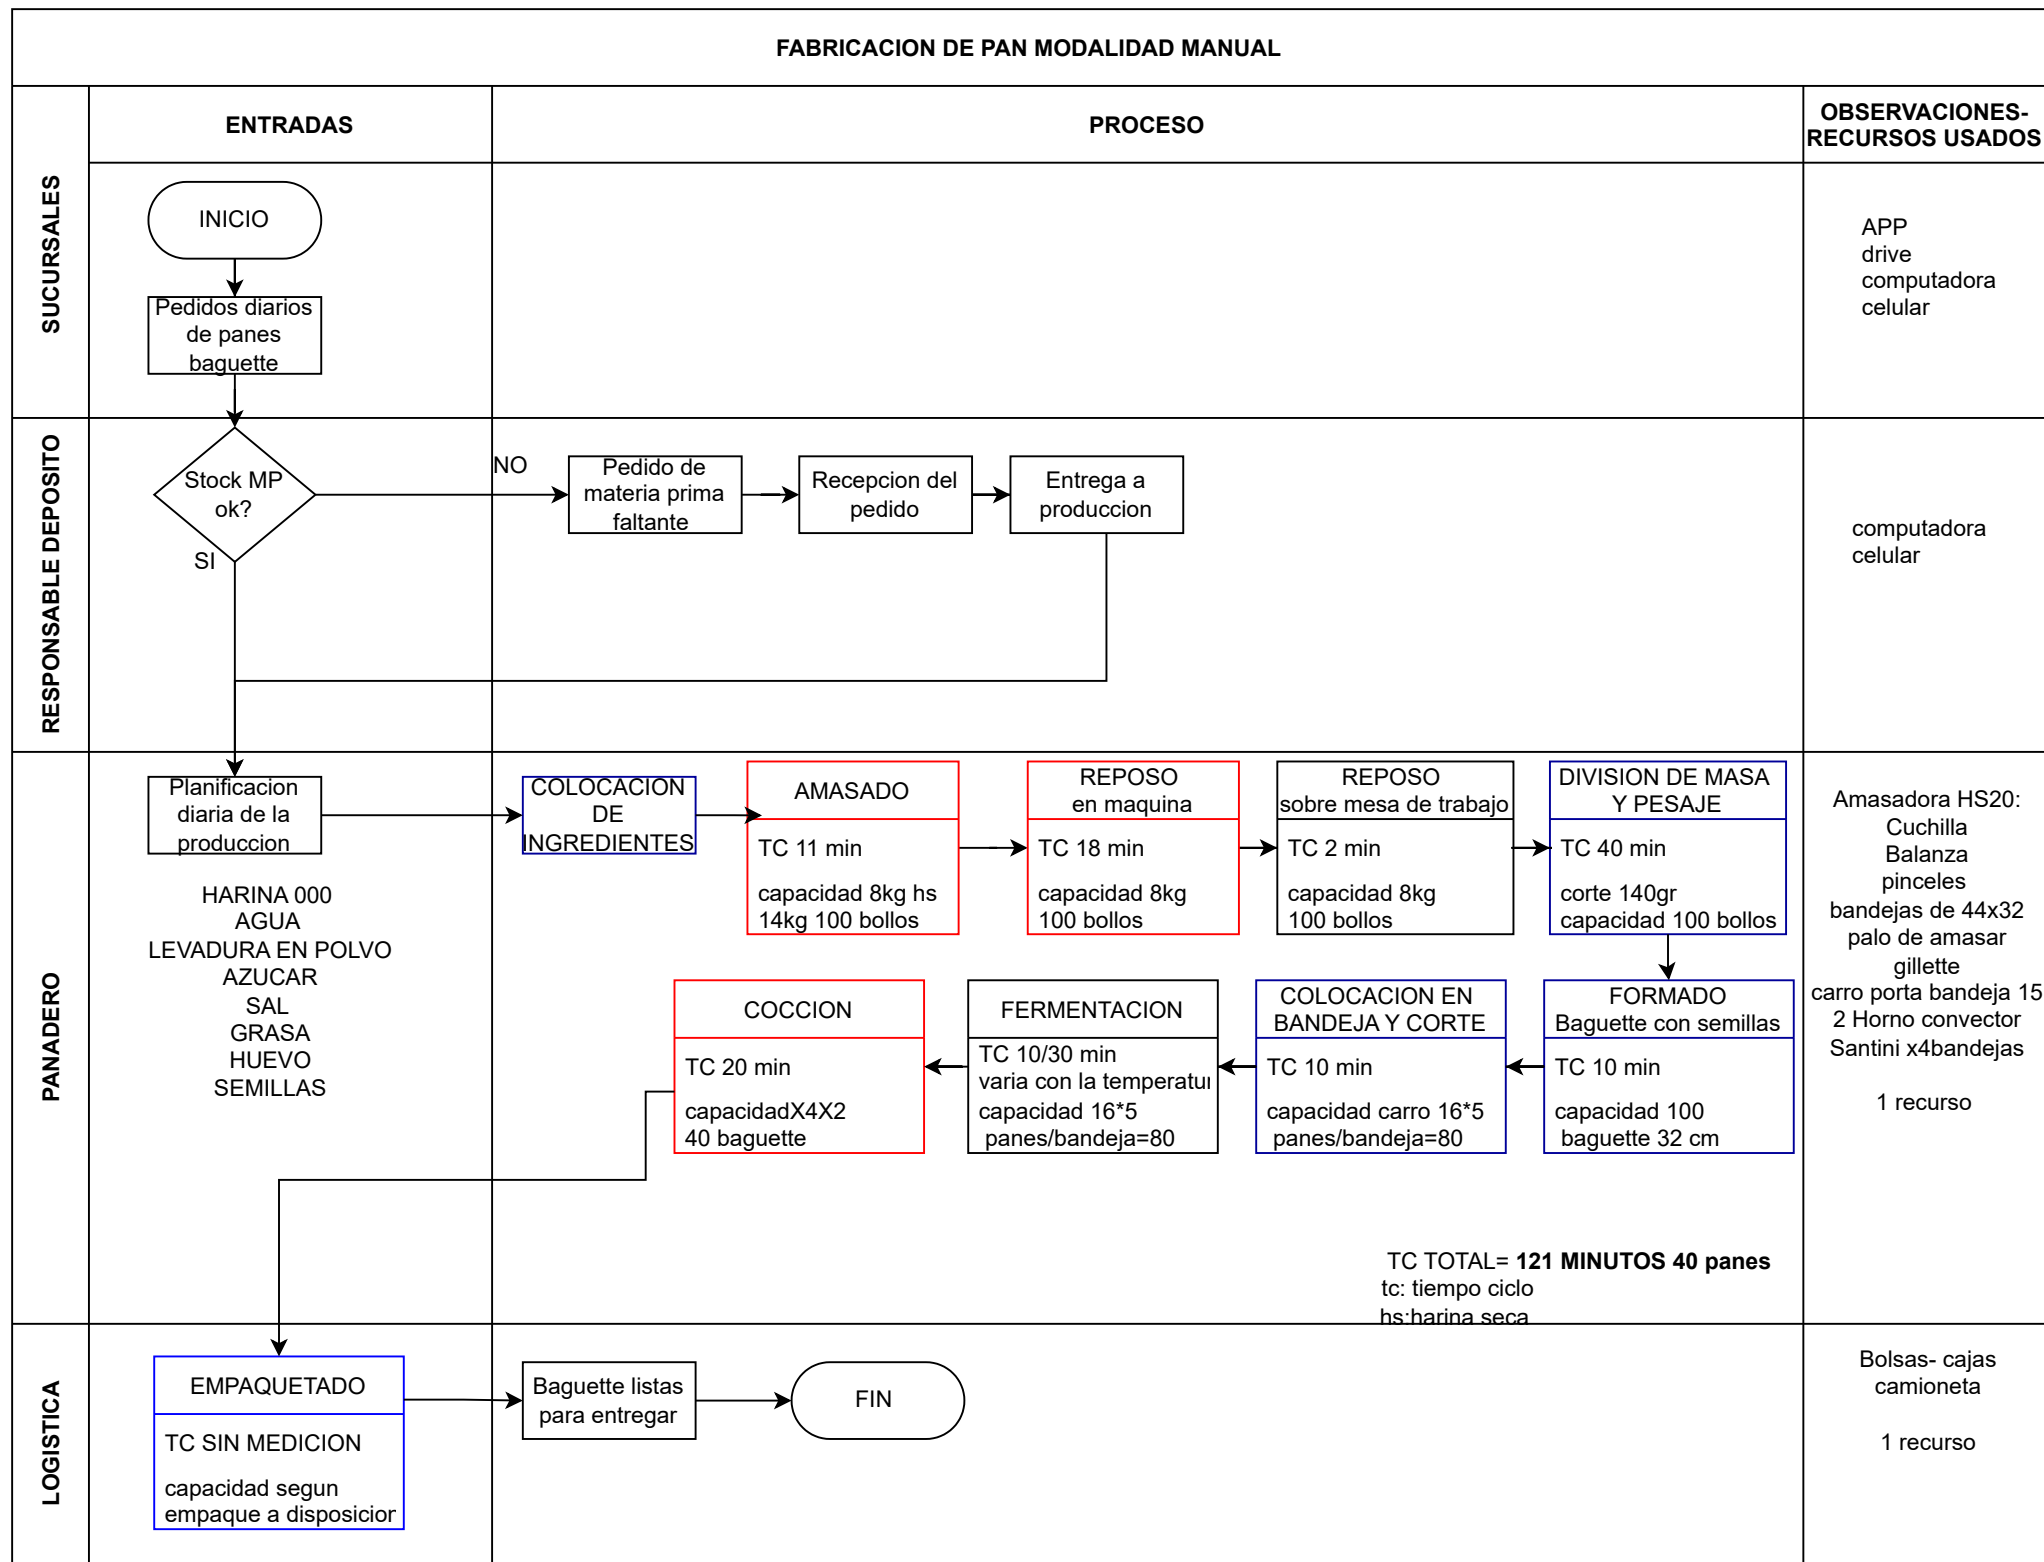 FABRICACION DE PAN MODALIDAD MANUAL
ENTRADAS
PROCESO
OBSERVACIONES-
RECURSOS USADOS
SUCURSALES
INICIO
Pedidos diarios
de panes
baguette
APP
drive
computadora
celular
RESPONSABLE DEPOSITO
Stock MP
ok?
NO
SI
Pedido de
materia prima
faltante
Recepcion del
pedido
Entrega a
produccion
computadora
celular
PANADERO
Planificacion
diaria de la
produccion
HARINA 000
AGUA
LEVADURA EN POLVO
AZUCAR
SAL
GRASA
HUEVO
SEMILLAS
COLOCACION
DE
INGREDIENTES
AMASADO
TC 11 min
capacidad 8kg hs
14kg 100 bollos
REPOSO
en maquina
TC 18 min
capacidad 8kg
100 bollos
REPOSO
sobre mesa de trabajo
TC 2 min
capacidad 8kg
100 bollos
DIVISION DE MASA
Y PESAJE
TC 40 min
corte 140gr
capacidad 100 bollos
FORMADO
Baguette con semillas
TC 10 min
capacidad 100
baguette 32 cm
COLOCACION EN
BANDEJA Y CORTE
TC 10 min
capacidad carro 16*5
panes/bandeja=80
FERMENTACION
TC 10/30 min
varia con la temperatur
capacidad 16*5
panes/bandeja=80
COCCION
TC 20 min
capacidadX4X2
40 baguette
TC TOTAL= 121 MINUTOS 40 panes
tc: tiempo ciclo
hs:harina seca
Amasadora HS20:
Cuchilla
Balanza
pinceles
bandejas de 44x32
palo de amasar
gillette
carro porta bandeja 15
2 Horno convector
Santini x4bandejas
1 recurso
LOGISTICA
EMPAQUETADO
TC SIN MEDICION
capacidad segun
empaque a disposicion
Baguette listas
para entregar
FIN
Bolsas- cajas
camioneta
1 recurso